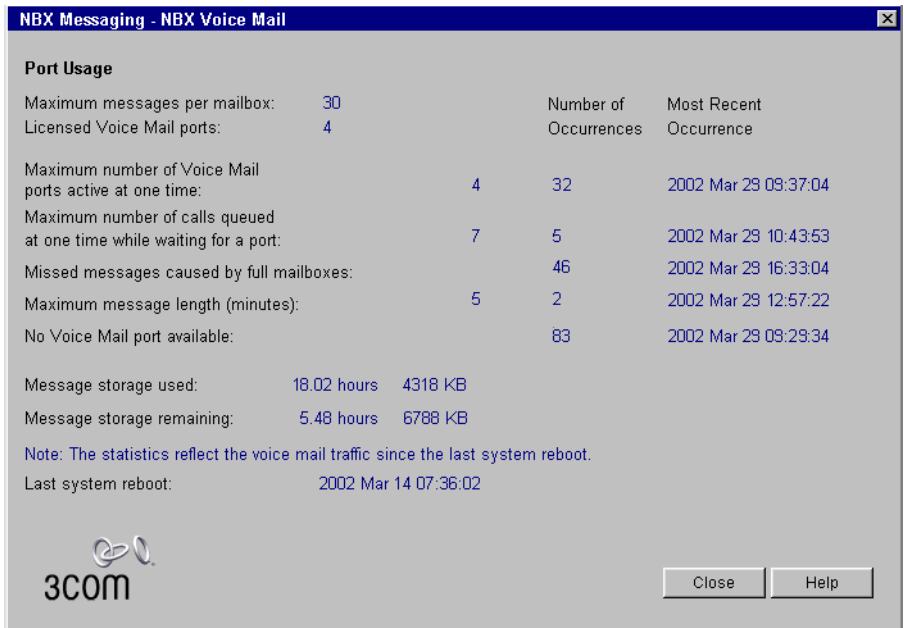 NBX Messaging - NBX Voice Mail
Port Usage
Maximum messages per mailbox: 30 Number of Most Recent
Licensed Voice Mail ports: 4 Occurrences Occurrence
Maximum number of Voice Mail
ports active at one time: 4 32 2002 Mar 29 09:37:04
Maximum number of calls queued
at one time while waiting for a port: 7 5 2002 Mar 29 10:43:53
Missed messages caused by full mailboxes: 46 2002 Mar 29 16:33:04
Maximum message length (minutes): 5 2 2002 Mar 29 12:57:22
No Voice Mail port available: 83 2002 Mar 29 09:29:34
Message storage used: 18.02 hours 4318 KB
Message storage remaining: 5.48 hours 6788 KB
Note: The statistics reflect the voice mail traffic since the last system reboot.
Last system reboot: 2002 Mar 14 07:36:02
3COM
Close Help